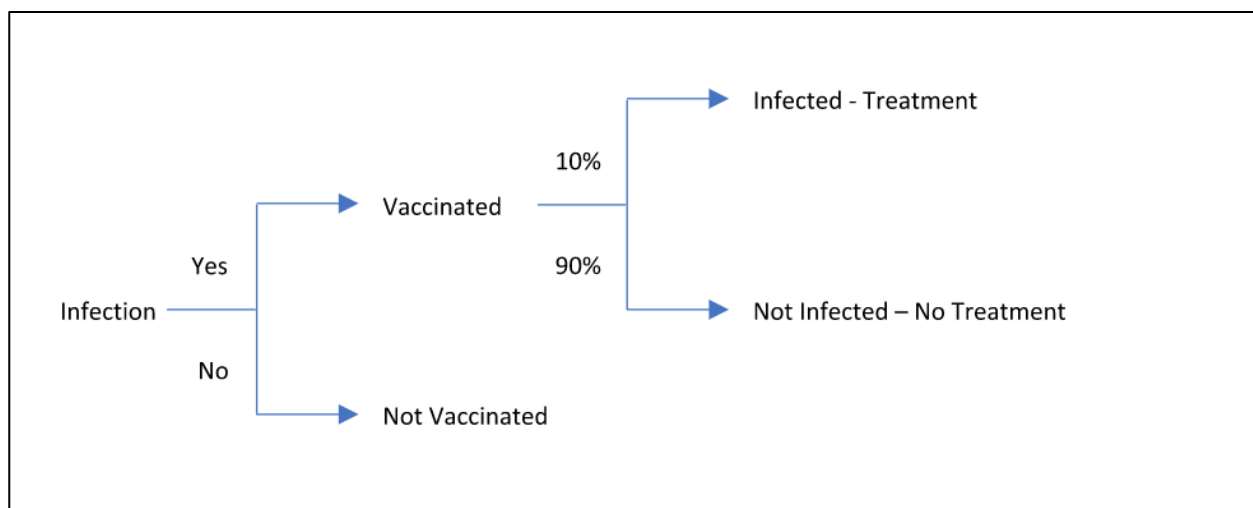 Infected - Treatment
10%
Vaccinated
Yes
90%
Infection
Not Infected – No Treatment
No
Not Vaccinated